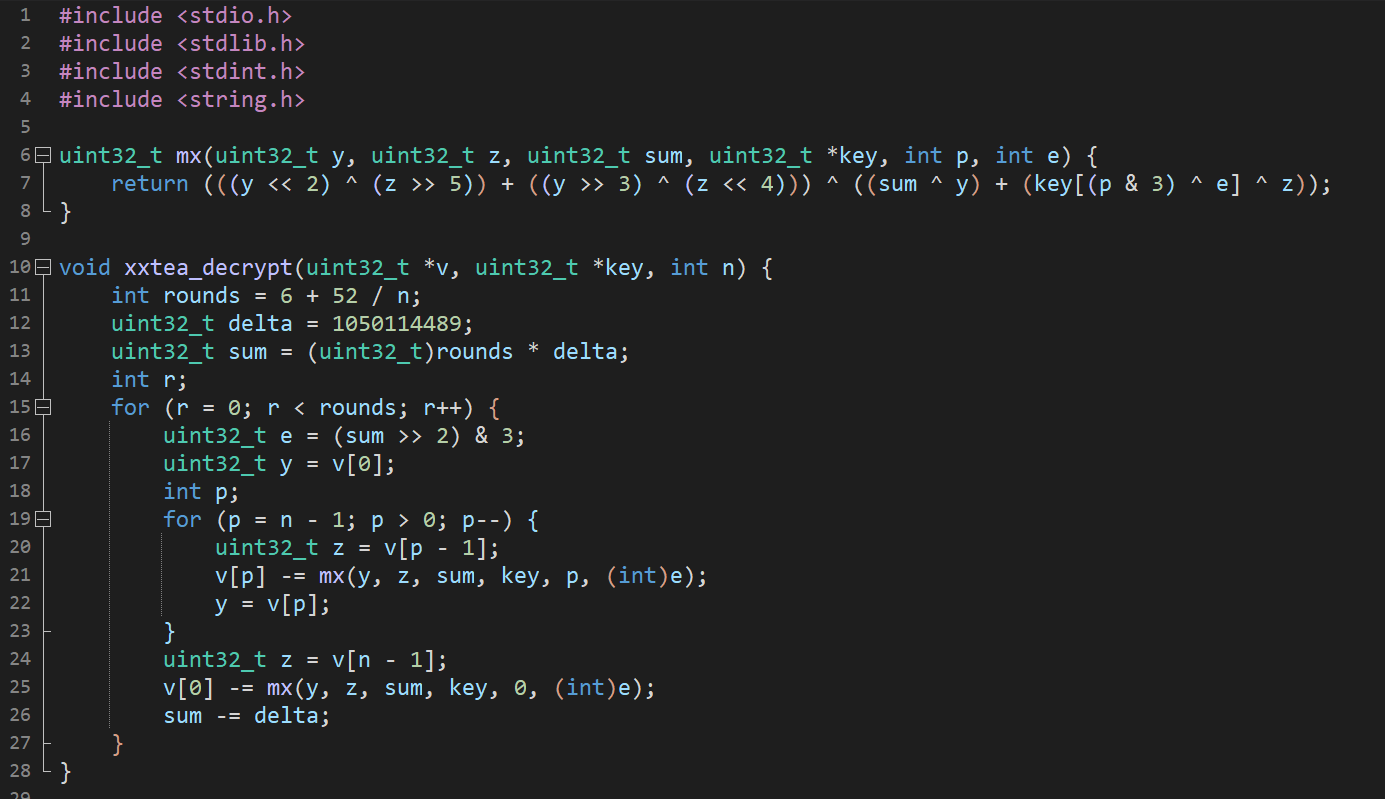 1 #include <stdio.h>
2 #include <stdlib.h>
3 #include <stdint.h>
4 #include <string.h>
5
6 uint32_t mx(uint32_t y, uint32_t z, uint32_t sum, uint32_t *key, int p, int e) {
7     return (((y << 2) ^ (z >> 5)) + ((y >> 3) ^ (z << 4))) ^ ((sum ^ y) + (key[(p & 3) ^ e] ^ z));
8 }
9
10 void xxtea_decrypt(uint32_t *v, uint32_t *key, int n) {
11     int rounds = 6 + 52 / n;
12     uint32_t delta = 1050114489;
13     uint32_t sum = (uint32_t)rounds * delta;
14     int r;
15     for (r = 0; r < rounds; r++) {
16         uint32_t e = (sum >> 2) & 3;
17         uint32_t y = v[0];
18         int p;
19         for (p = n - 1; p > 0; p--) {
20             uint32_t z = v[p - 1];
21             v[p] -= mx(y, z, sum, key, p, (int)e);
22             y = v[p];
23         }
24         uint32_t z = v[n - 1];
25         v[0] -= mx(y, z, sum, key, 0, (int)e);
26         sum -= delta;
27     }
28 }
29